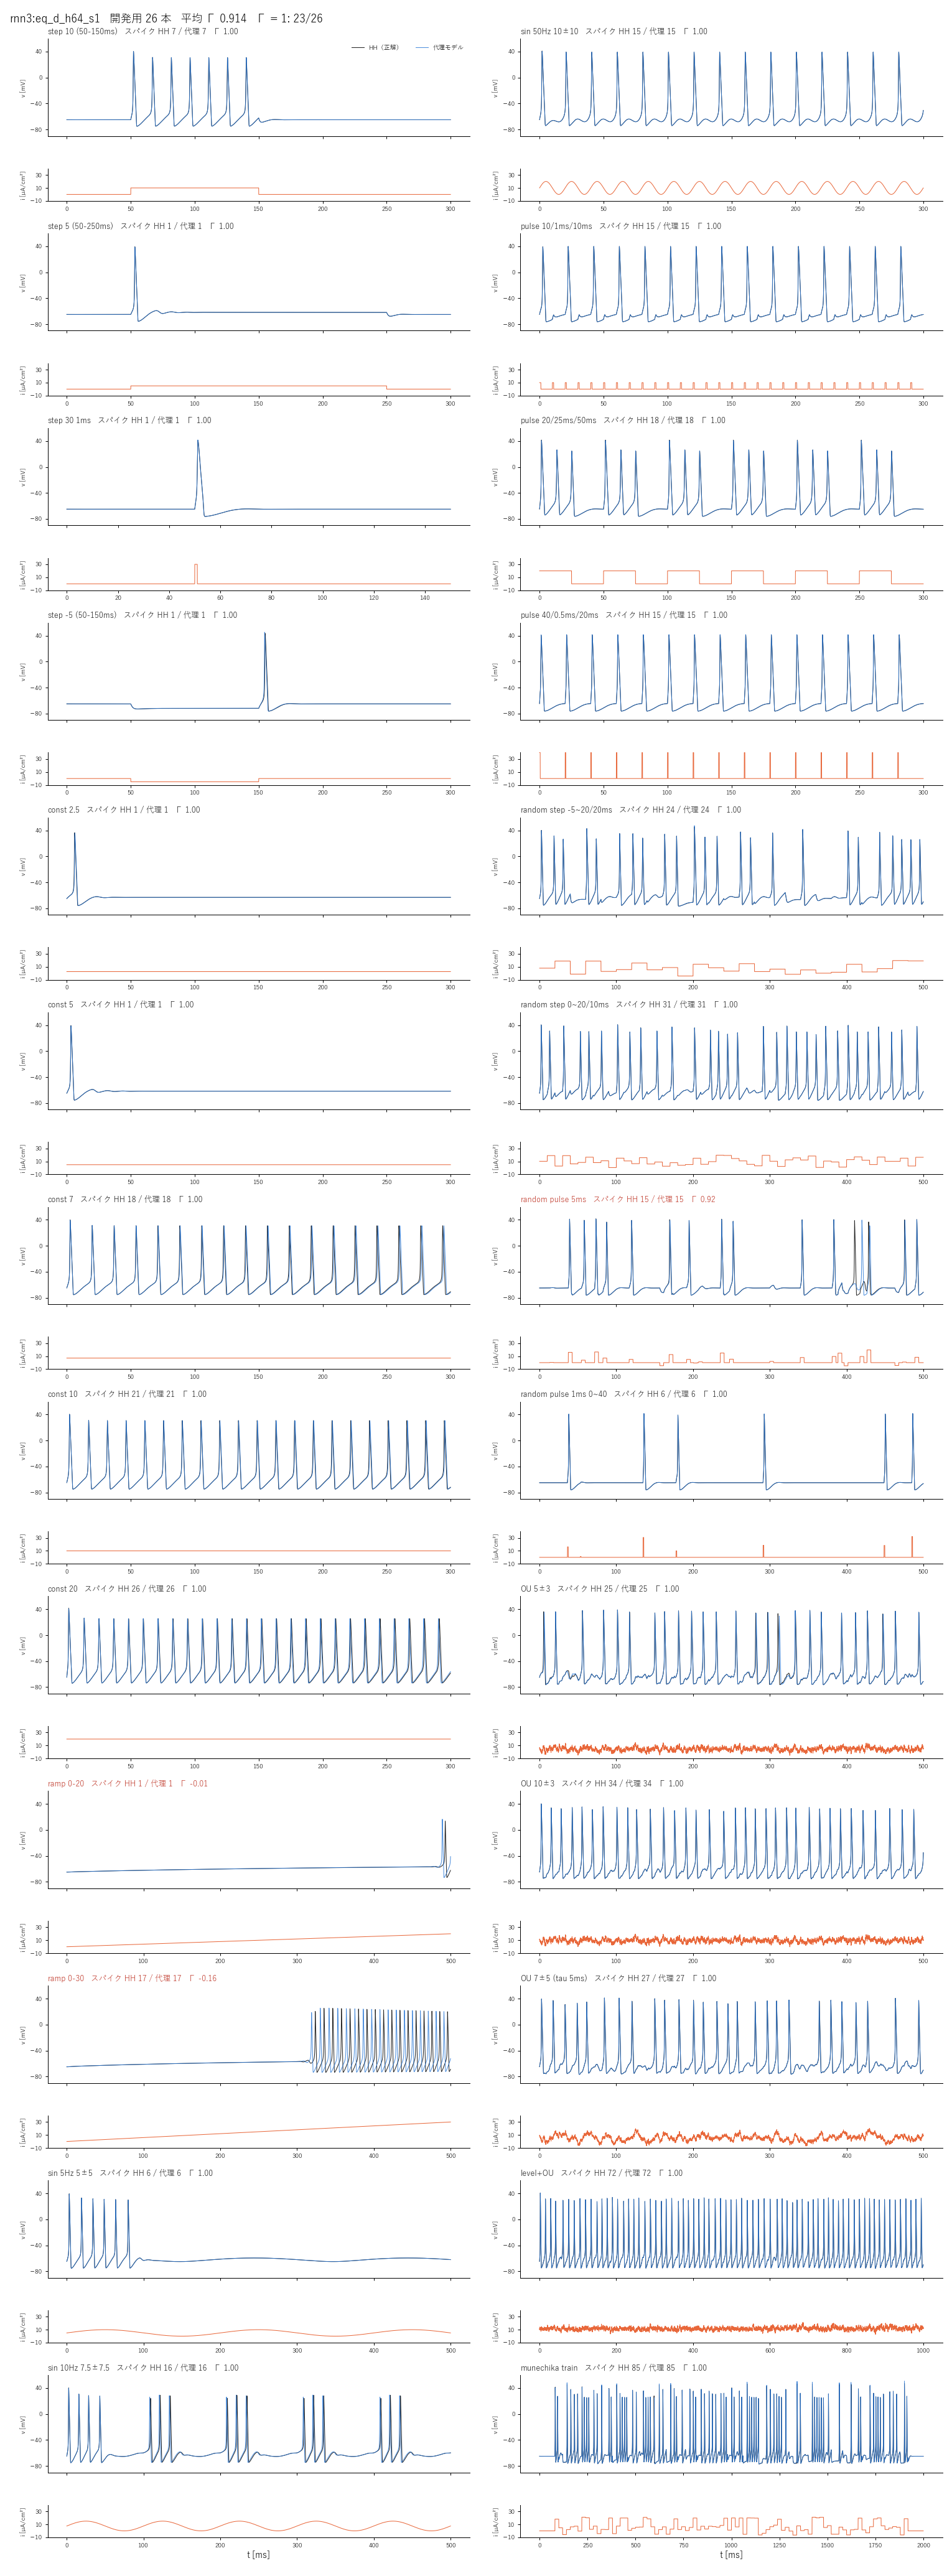 rnn3:eq_d_h64_s1 開発用 26 本 平均 Γ 0.914 Γ = 1: 23/26
step 10 (50-150ms) スパイク HH 7 / 代理 7 Γ 1.00
HH（正解） 代理モデル
sin 50Hz 10±10 スパイク HH 15 / 代理 15 Γ 1.00
step 5 (50-250ms) スパイク HH 1 / 代理 1 Γ 1.00
pulse 10/1ms/10ms スパイク HH 15 / 代理 15 Γ 1.00
step 30 1ms スパイク HH 1 / 代理 1 Γ 1.00
pulse 20/25ms/50ms スパイク HH 18 / 代理 18 Γ 1.00
step -5 (50-150ms) スパイク HH 1 / 代理 1 Γ 1.00
pulse 40/0.5ms/20ms スパイク HH 15 / 代理 15 Γ 1.00
const 2.5 スパイク HH 1 / 代理 1 Γ 1.00
random step -5~20/20ms スパイク HH 24 / 代理 24 Γ 1.00
const 5 スパイク HH 1 / 代理 1 Γ 1.00
random step 0~20/10ms スパイク HH 31 / 代理 31 Γ 1.00
const 7 スパイク HH 18 / 代理 18 Γ 1.00
random pulse 5ms スパイク HH 15 / 代理 15 Γ 0.92
const 10 スパイク HH 21 / 代理 21 Γ 1.00
random pulse 1ms 0~40 スパイク HH 6 / 代理 6 Γ 1.00
const 20 スパイク HH 26 / 代理 26 Γ 1.00
OU 5±3 スパイク HH 25 / 代理 25 Γ 1.00
ramp 0-20 スパイク HH 1 / 代理 1 Γ -0.01
OU 10±3 スパイク HH 34 / 代理 34 Γ 1.00
ramp 0-30 スパイク HH 17 / 代理 17 Γ -0.16
OU 7±5 (tau 5ms) スパイク HH 27 / 代理 27 Γ 1.00
sin 5Hz 5±5 スパイク HH 6 / 代理 6 Γ 1.00
level+OU スパイク HH 72 / 代理 72 Γ 1.00
sin 10Hz 7.5±7.5 スパイク HH 16 / 代理 16 Γ 1.00
munechika train スパイク HH 85 / 代理 85 Γ 1.00
v [mV]
i [μA/cm²]
t [ms]
t [ms]